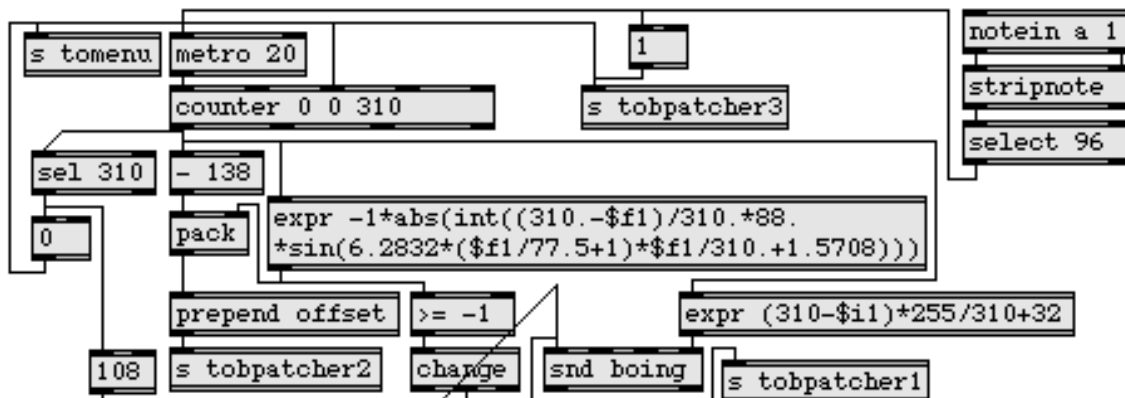 s tomenu
metro 20
1
notein a 1
counter 0 0 310
s tobpatcher3
stripnote
select 96
sel 310
- 138
0
pack
expr -1*abs(int((310.-$f1)/310.*88.
*sin(6.2832*($f1/77.5+1)*$f1/310.+1.5708)))
prepend offset
>= -1
expr (310-$i1)*255/310+32
108
s tobpatcher2
change
snd boing
s tobpatcher1